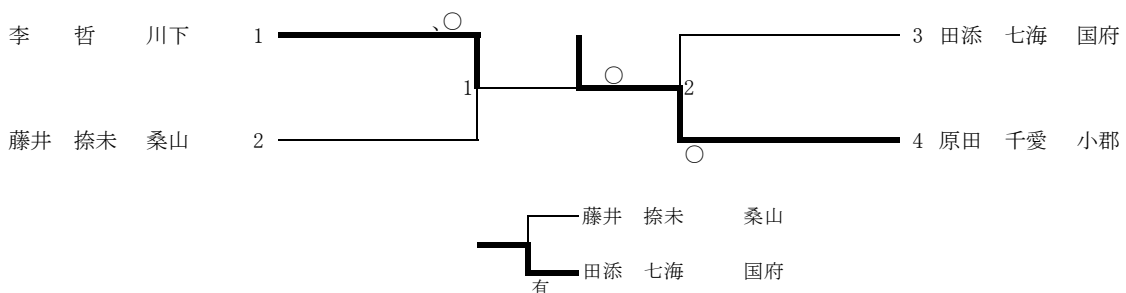 、○
李 哲 川下 1
3 田添 七海 国府
○
1
2
藤井 捺未 桑山 2
4 原田 千愛 小郡
○
藤井 捺未 桑山
田添 七海 国府
有